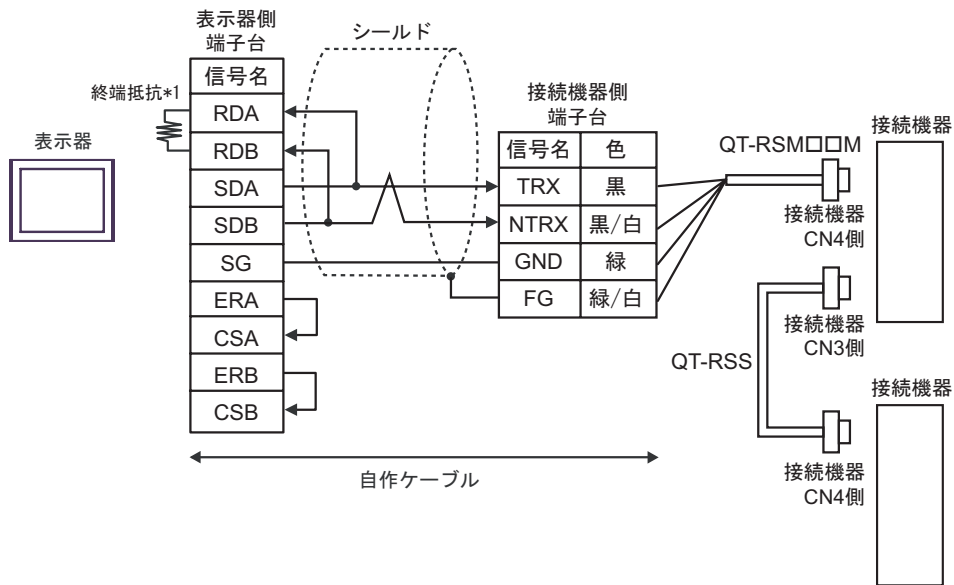 表示器側
端子台
シールド
信号名
終端抵抗*1
RDA
RDB
SDA
SDB
SG
ERA
CSA
ERB
CSB
表示器
接続機器側
端子台
信号名 色
TRX 黒
NTRX 黒/白
GND 緑
FG 緑/白
QT-RSM□□M
接続機器
接続機器
CN4側
接続機器
CN3側
QT-RSS
接続機器
接続機器
CN4側
自作ケーブル